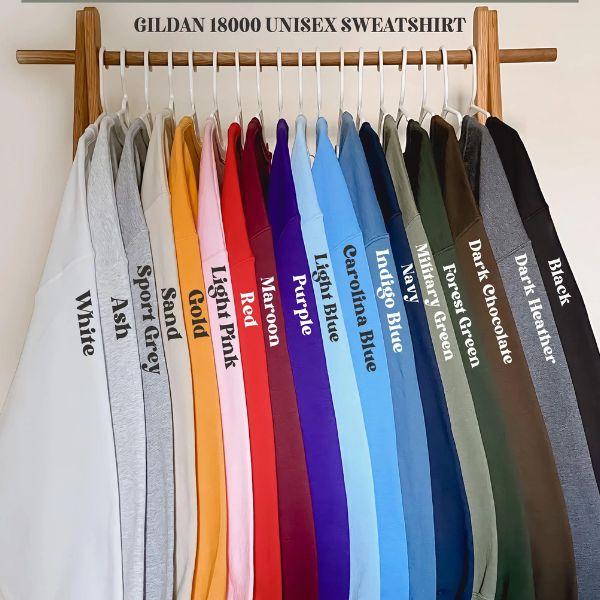 GILDAN 18000 UNISEX SWEATSHIRT
White
Ash
Sport Grey
Sand
Gold
Light Pink
Red
Maroon
Purple
Light Blue
Carolina Blue
Indigo Blue
Navy
Military Green
Forest Green
Dark Chocolate
Dark Heather
Black